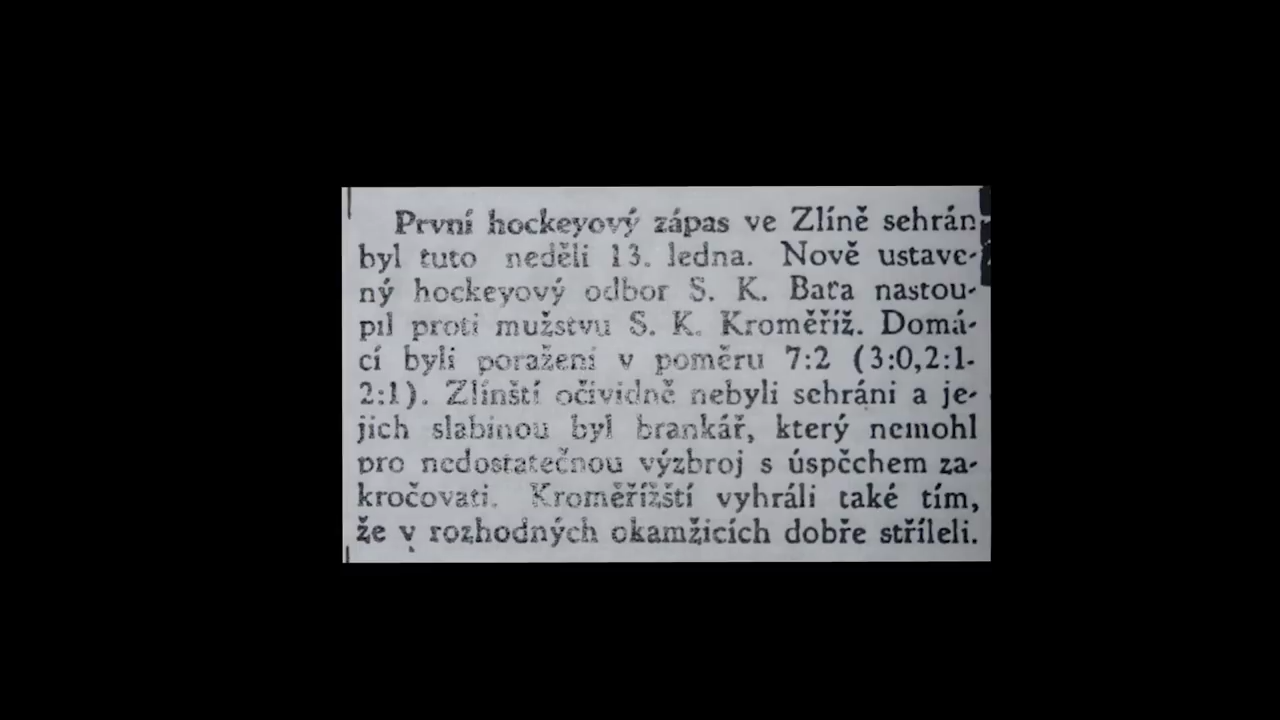 První hockeyový zápas ve Zlíně sehrán
byl tuto neděli 13. ledna. Nově ustave-
ný hockeyový odbor S. K. Baťa nastou-
pil proti mužstvu S. K. Kroměříž. Domá-
cí byli poraženi v poměru 7:2 (3:0,2:1-
2:1). Zlínští očividně nebyli sehráni a je-
jich slabinou byl brankář, který nemohl
pro nedostatečnou výzbroj s úspěchem za-
kročovati. Kroměřížští vyhráli také tím,
že v rozhodných okamžicích dobře stříleli.